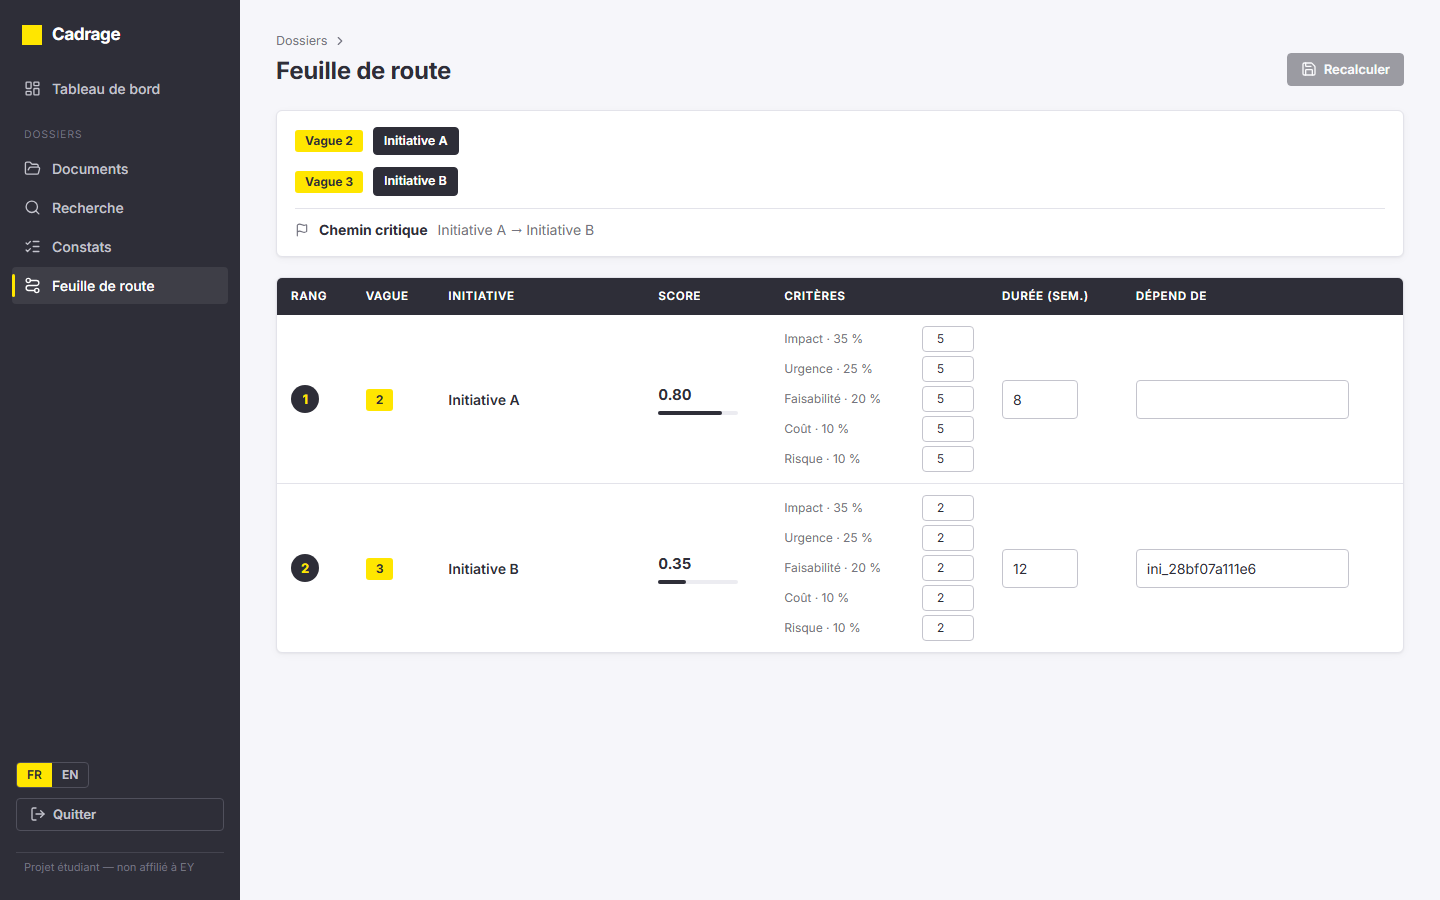 Cadrage
Tableau de bord
DOSSIERS
Documents
Recherche
Constats
Feuille de route
FR EN
Quitter
Projet étudiant — non affilié à EY
Dossiers
Feuille de route
Recalculer
Vague 2 Initiative A
Vague 3 Initiative B
Chemin critique Initiative A → Initiative B
RANG VAGUE INITIATIVE SCORE CRITÈRES DURÉE (SEM.) DÉPEND DE
1 2 Initiative A 0.80 8
Impact · 35 % 5
Urgence · 25 % 5
Faisabilité · 20 % 5
Coût · 10 % 5
Risque · 10 % 5
2 3 Initiative B 0.35 12 ini_28bf07a111e6
Impact · 35 % 2
Urgence · 25 % 2
Faisabilité · 20 % 2
Coût · 10 % 2
Risque · 10 % 2